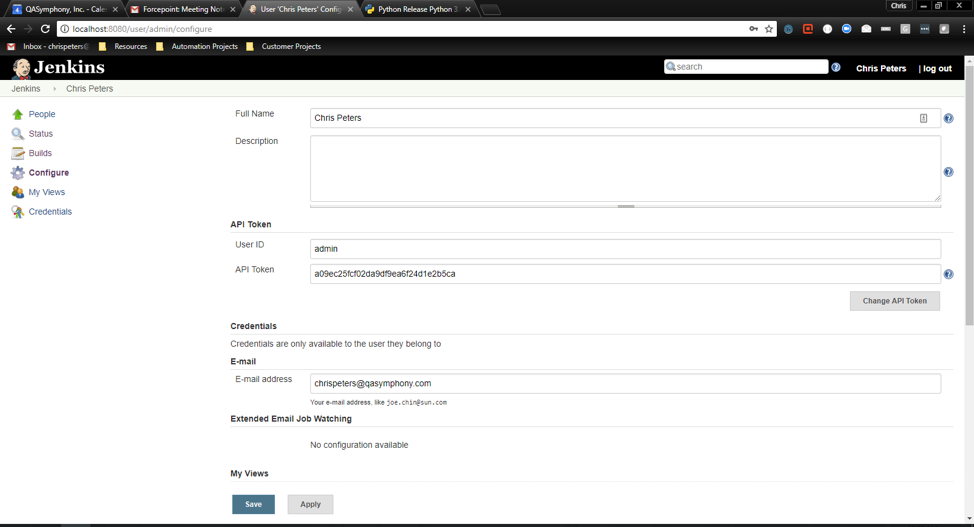 QASymphony, Inc. - Cale
Forcepoint: Meeting Not
User 'Chris Peters' Config
Python Release Python 3.
Chris
localhost:8080/user/admin/configure
Inbox - chrispeters@
Resources
Automation Projects
Customer Projects
Jenkins
search
Chris Peters
| log out
Jenkins
Chris Peters
People
Status
Builds
Configure
My Views
Credentials
Full Name
Chris Peters
Description
API Token
User ID
admin
API Token
a09ec25fcf02da9df9ea6f24d1e2b5ca
Change API Token
Credentials
Credentials are only available to the user they belong to
E-mail
E-mail address
chrispeters@qasymphony.com
Your e-mail address, like joe.chin@sun.com
Extended Email Job Watching
No configuration available
My Views
Save
Apply